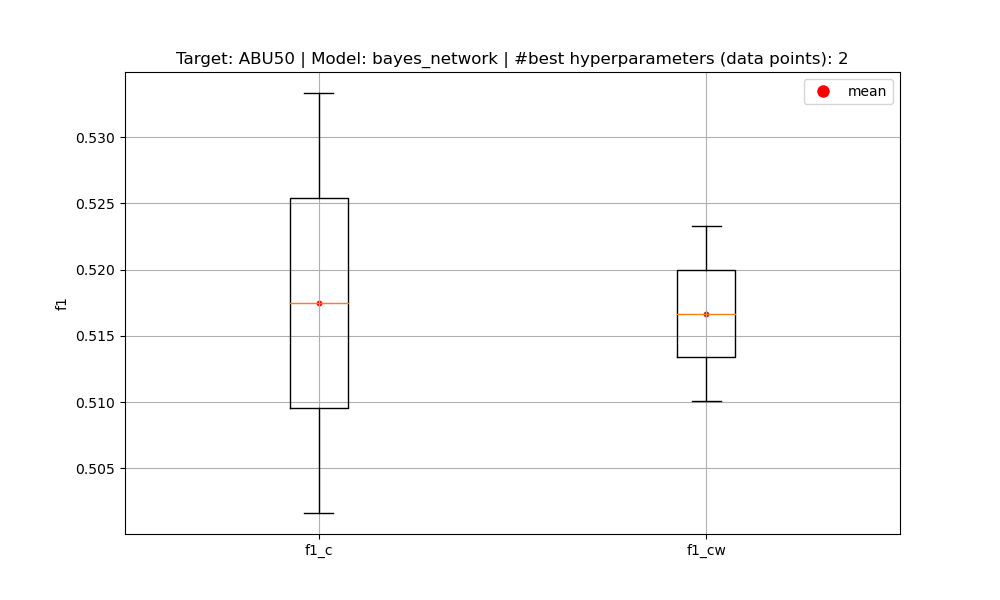 Target: ABU50 | Model: bayes_network | #best hyperparameters (data points): 2
mean
0.530
0.525
0.520
0.515
0.510
0.505
f1
f1_c
f1_cw